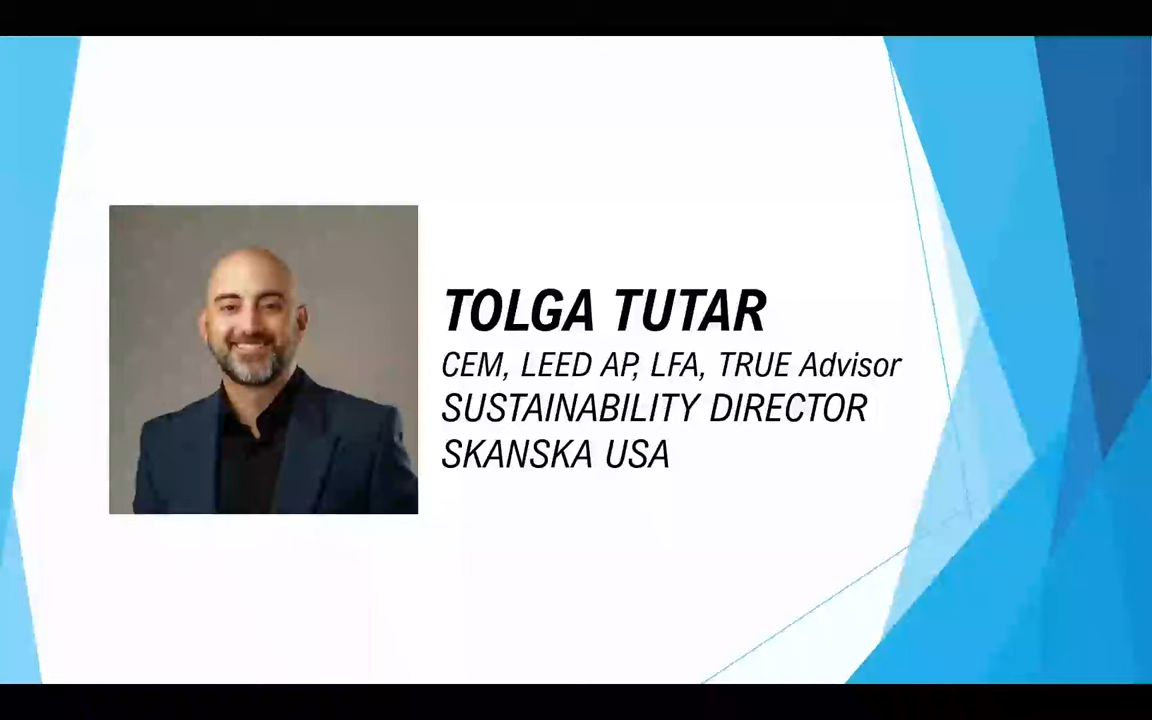 TOLGA TUTAR
CEM, LEED AP, LFA, TRUE Advisor
SUSTAINABILITY DIRECTOR
SKANSKA USA